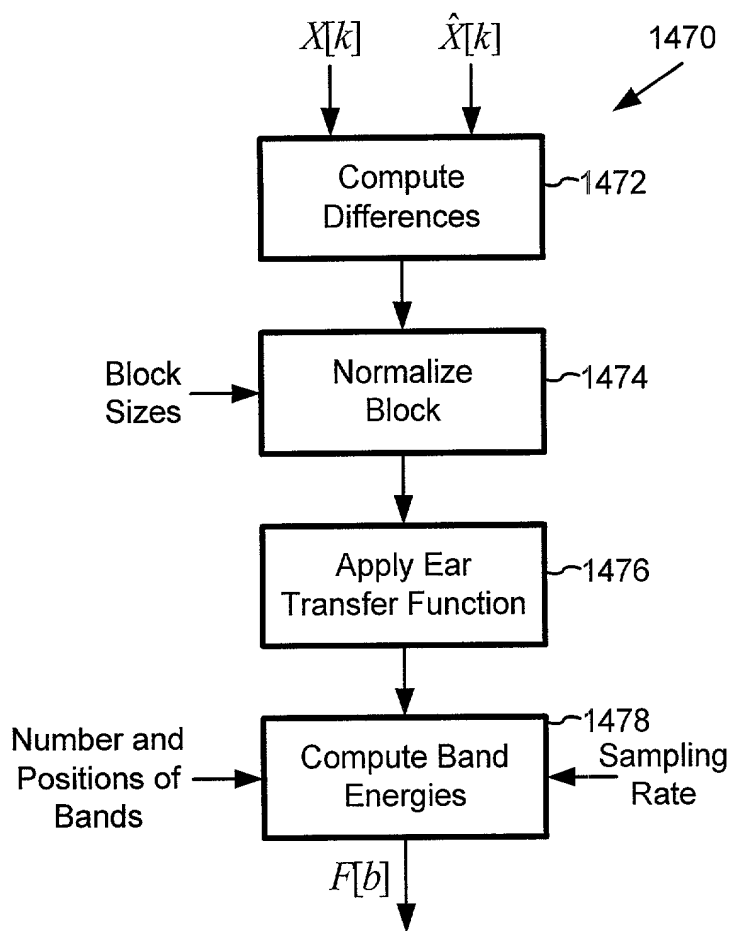 X[k]
X̂[k]
1470
Compute
Differences
1472
Block
Sizes
Normalize
Block
1474
Apply Ear
Transfer Function
1476
1478
Number and
Positions of
Bands
Compute Band
Energies
Sampling
Rate
F[b]